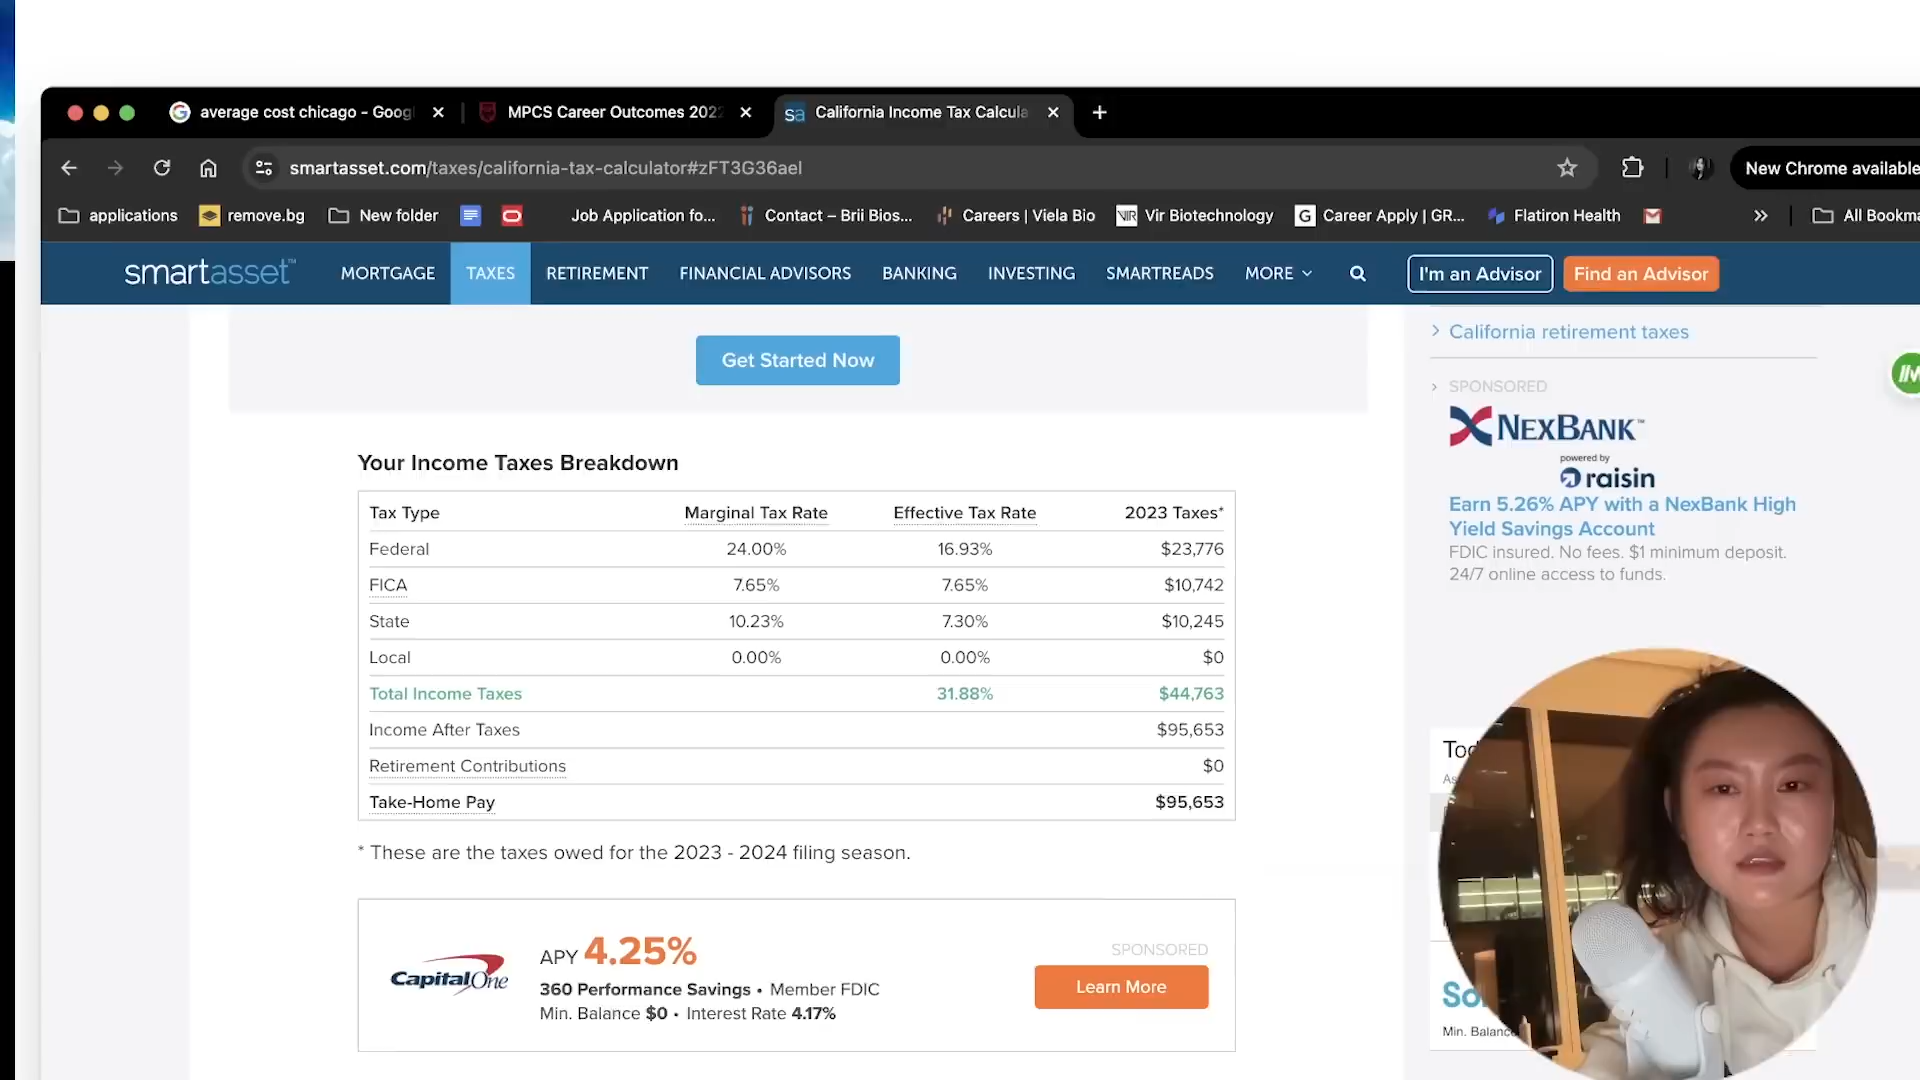 average cost chicago - Goog
MPCS Career Outcomes 202
California Income Tax Calcula
smartasset.com/taxes/california-tax-calculator#zFT3G36ael
New Chrome available
applications
remove.bg
New folder
Job Application fo...
Contact – Brii Bios...
Careers | Viela Bio
VIR Vir Biotechnology
G Career Apply | GR...
Flatiron Health
All Bookma
smartasset™
MORTGAGE
TAXES
RETIREMENT
FINANCIAL ADVISORS
BANKING
INVESTING
SMARTREADS
MORE
I'm an Advisor
Find an Advisor
Get Started Now
California retirement taxes
SPONSORED
NEXBANK™
powered by
raisin
Earn 5.26% APY with a NexBank High
Yield Savings Account
FDIC insured. No fees. $1 minimum deposit.
24/7 online access to funds.
Your Income Taxes Breakdown
Tax Type Marginal Tax Rate Effective Tax Rate 2023 Taxes*
Federal 24.00% 16.93% $23,776
FICA 7.65% 7.65% $10,742
State 10.23% 7.30% $10,245
Local 0.00% 0.00% $0
Total Income Taxes 31.88% $44,763
Income After Taxes $95,653
Retirement Contributions $0
Take-Home Pay $95,653
* These are the taxes owed for the 2023 - 2024 filing season.
Capital One
APY 4.25%
360 Performance Savings • Member FDIC
Min. Balance $0 • Interest Rate 4.17%
SPONSORED
Learn More
Min. Balanc